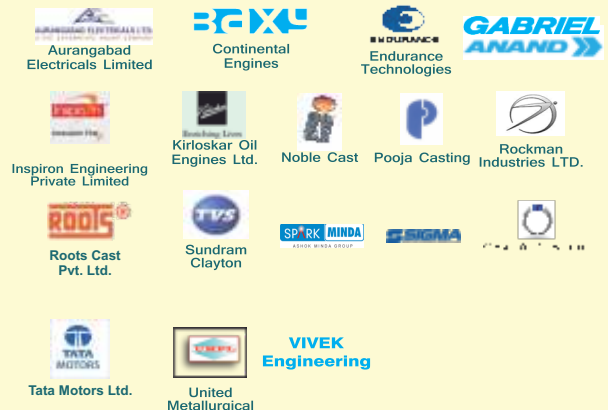 AURANGABAD ELECTRICALS LTD.
Aurangabad
Electricals Limited
BAXY
Continental
Engines
ENDURANCE
Endurance
Technologies
GABRIEL
ANAND
Inspiron Engineering
Private Limited
Enriching Lives
Kirloskar Oil
Engines Ltd.
Noble Cast
Pooja Casting
Rockman
Industries LTD.
ROOTS®
Roots Cast
Pvt. Ltd.
TVS
Sundram
Clayton
SPARK MINDA
ASHOK MINDA GROUP
SIGMA
TATA
MOTORS
Tata Motors Ltd.
United
Metallurgical
VIVEK
Engineering